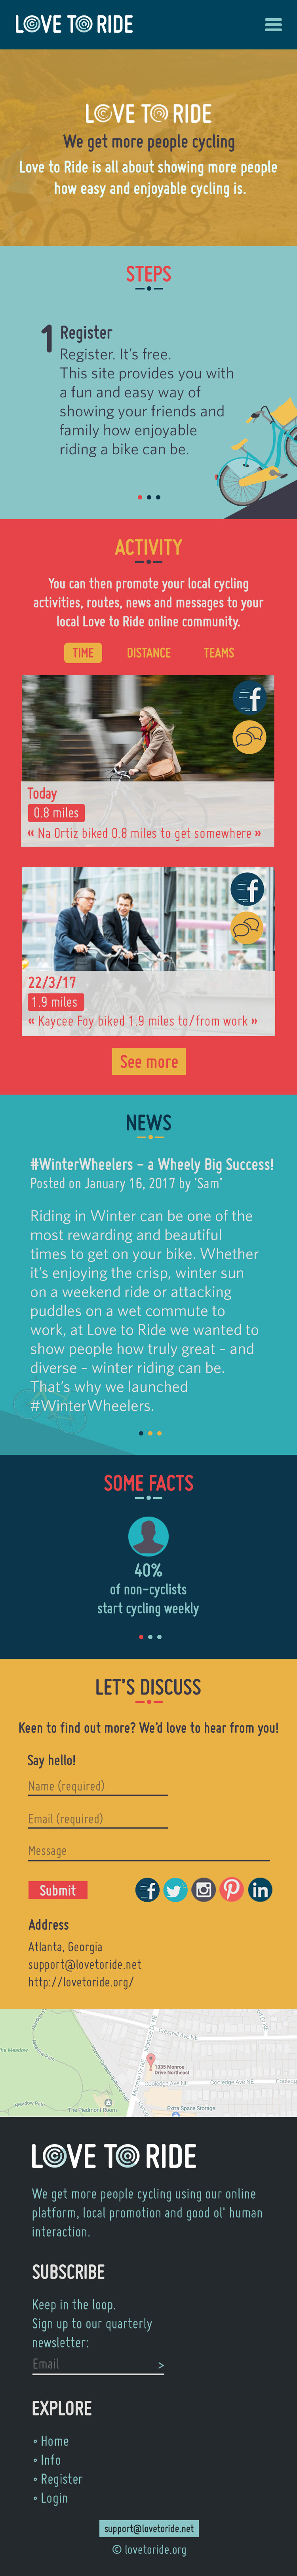 LOVE TO RIDE
LOVE TO RIDE
We get more people cycling
Love to Ride is all about showing more people
how easy and enjoyable cycling is.
STEPS
1 Register
Register. It's free.
This site provides you with
a fun and easy way of
showing your friends and
family how enjoyable
riding a bike can be.
ACTIVITY
You can then promote your local cycling
activities, routes, news and messages to your
local Love to Ride online community.
TIME DISTANCE TEAMS
Today
0.8 miles
« Na Ortiz biked 0.8 miles to get somewhere »
22/3/17
1.9 miles
« Kaycee Foy biked 1.9 miles to/from work »
See more
NEWS
#WinterWheelers - a Wheely Big Success!
Posted on January 16, 2017 by 'Sam'
Riding in Winter can be one of the
most rewarding and beautiful
times to get on your bike. Whether
it's enjoying the crisp, winter sun
on a weekend ride or attacking
puddles on a wet commute to
work, at Love to Ride we wanted to
show people how truly great – and
diverse – winter riding can be.
That's why we launched
#WinterWheelers.
SOME FACTS
40%
of non-cyclists
start cycling weekly
LET'S DISCUSS
Keen to find out more? We'd love to hear from you!
Say hello!
Name (required)
Email (required)
Message
Submit
Address
Atlanta, Georgia
support@lovetoride.net
http://lovetoride.org/
1035 Monroe
Drive Northeast
Cooledge Ave NE
The Piedmont Room
Extra Space Storage
LOVE TO RIDE
We get more people cycling using our online
platform, local promotion and good ol' human
interaction.
SUBSCRIBE
Keep in the loop.
Sign up to our quarterly
newsletter:
Email >
EXPLORE
Home
Info
Register
Login
support@lovetoride.net
© lovetoride.org